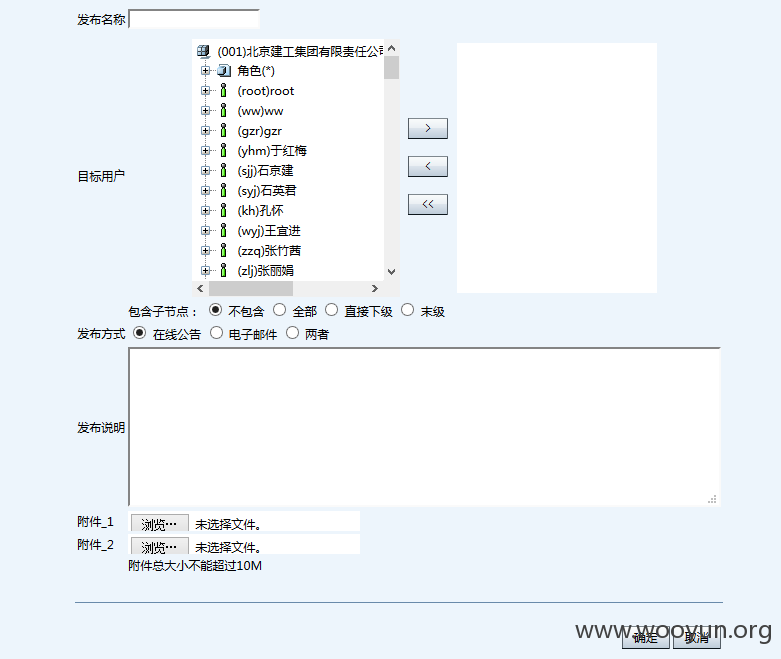 发布名称
目标用户
(001)北京建工集团有限责任公司
角色(*)
(root)root
(ww)ww
(gzr)gzr
(yhm)于红梅
(sjj)石京建
(syj)石英君
(kh)孔怀
(wyj)王宜进
(zzq)张竹茜
(zlj)张丽娟
>
<
<<
包含子节点： 不包含 全部 直接下级 末级
发布方式 在线公告 电子邮件 两者
发布说明
附件_1 浏览… 未选择文件。
附件_2 浏览… 未选择文件。
附件总大小不能超过10M
www.wooyun.org
确定 取消